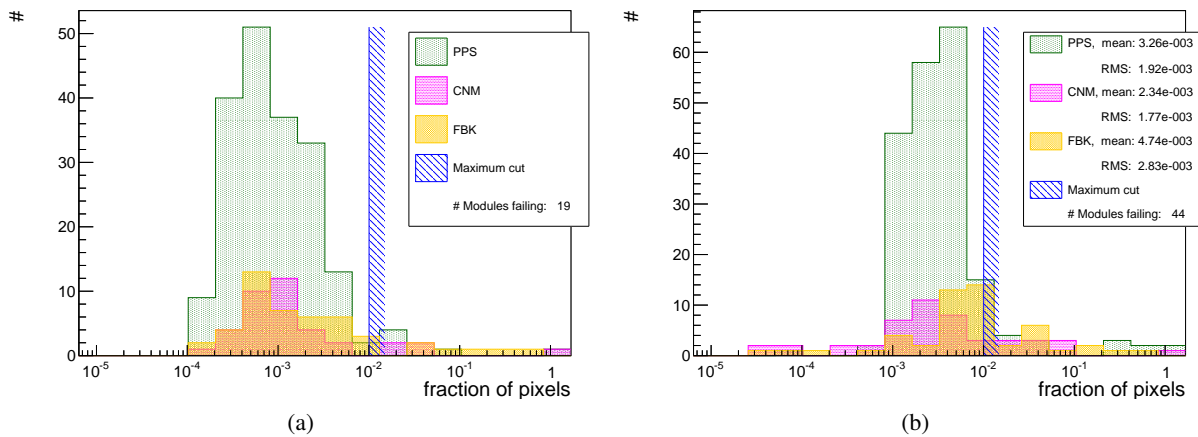 #
50
40
30
20
10
0
PPS
CNM
FBK
Maximum cut
# Modules failing: 19
10-5 10-4 10-3 10-2 10-1 1
fraction of pixels
(a)
#
60
50
40
30
20
10
0
PPS, mean: 3.26e-003
RMS: 1.92e-003
CNM, mean: 2.34e-003
RMS: 1.77e-003
FBK, mean: 4.74e-003
RMS: 2.83e-003
Maximum cut
# Modules failing: 44
10-5 10-4 10-3 10-2 10-1 1
fraction of pixels
(b)